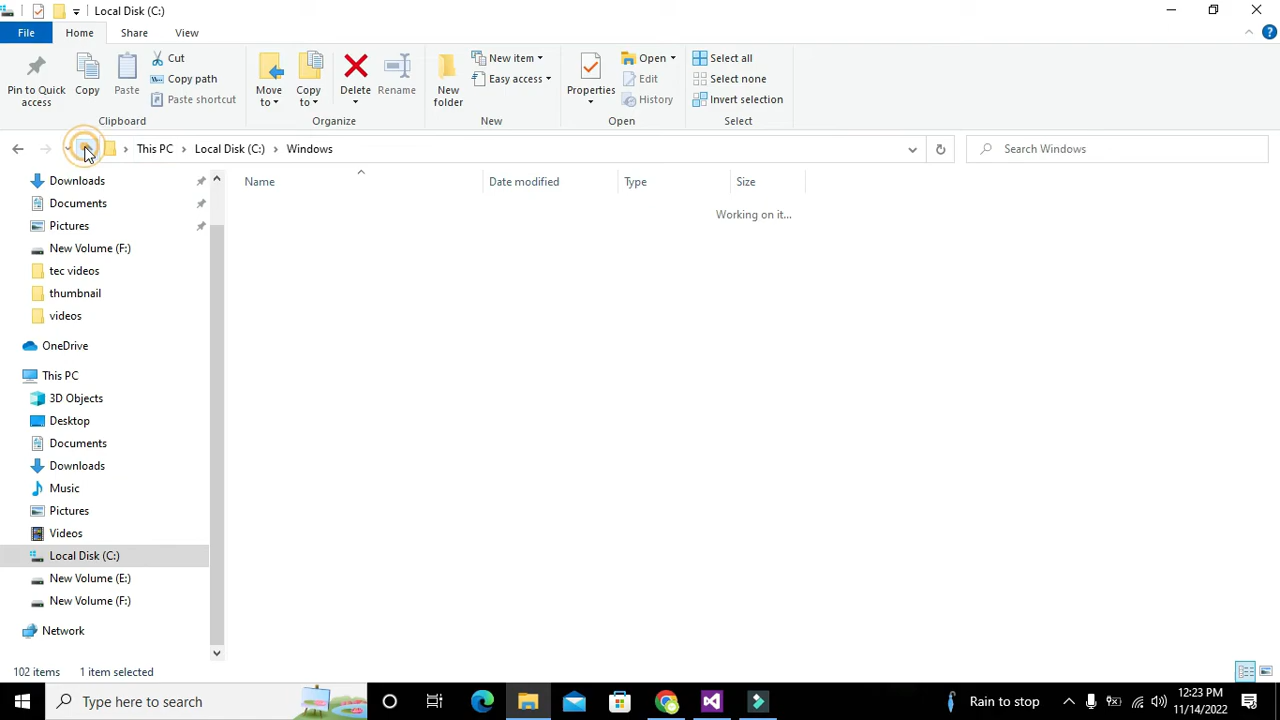 Local Disk (C:)
File Home Share View
Pin to Quick access
Copy
Paste
Cut
Copy path
Paste shortcut
Clipboard
Move to
Copy to
Delete
Rename
Organize
New folder
New item
Easy access
New
Properties
Open
Edit
History
Open
Select all
Select none
Invert selection
Select
This PC Local Disk (C:) Windows
Search Windows
Name Date modified Type Size
Working on it...
Downloads
Documents
Pictures
New Volume (F:)
tec videos
thumbnail
videos
OneDrive
This PC
3D Objects
Desktop
Documents
Downloads
Music
Pictures
Videos
Local Disk (C:)
New Volume (E:)
New Volume (F:)
Network
102 items 1 item selected
Type here to search
Rain to stop
12:23 PM
11/14/2022